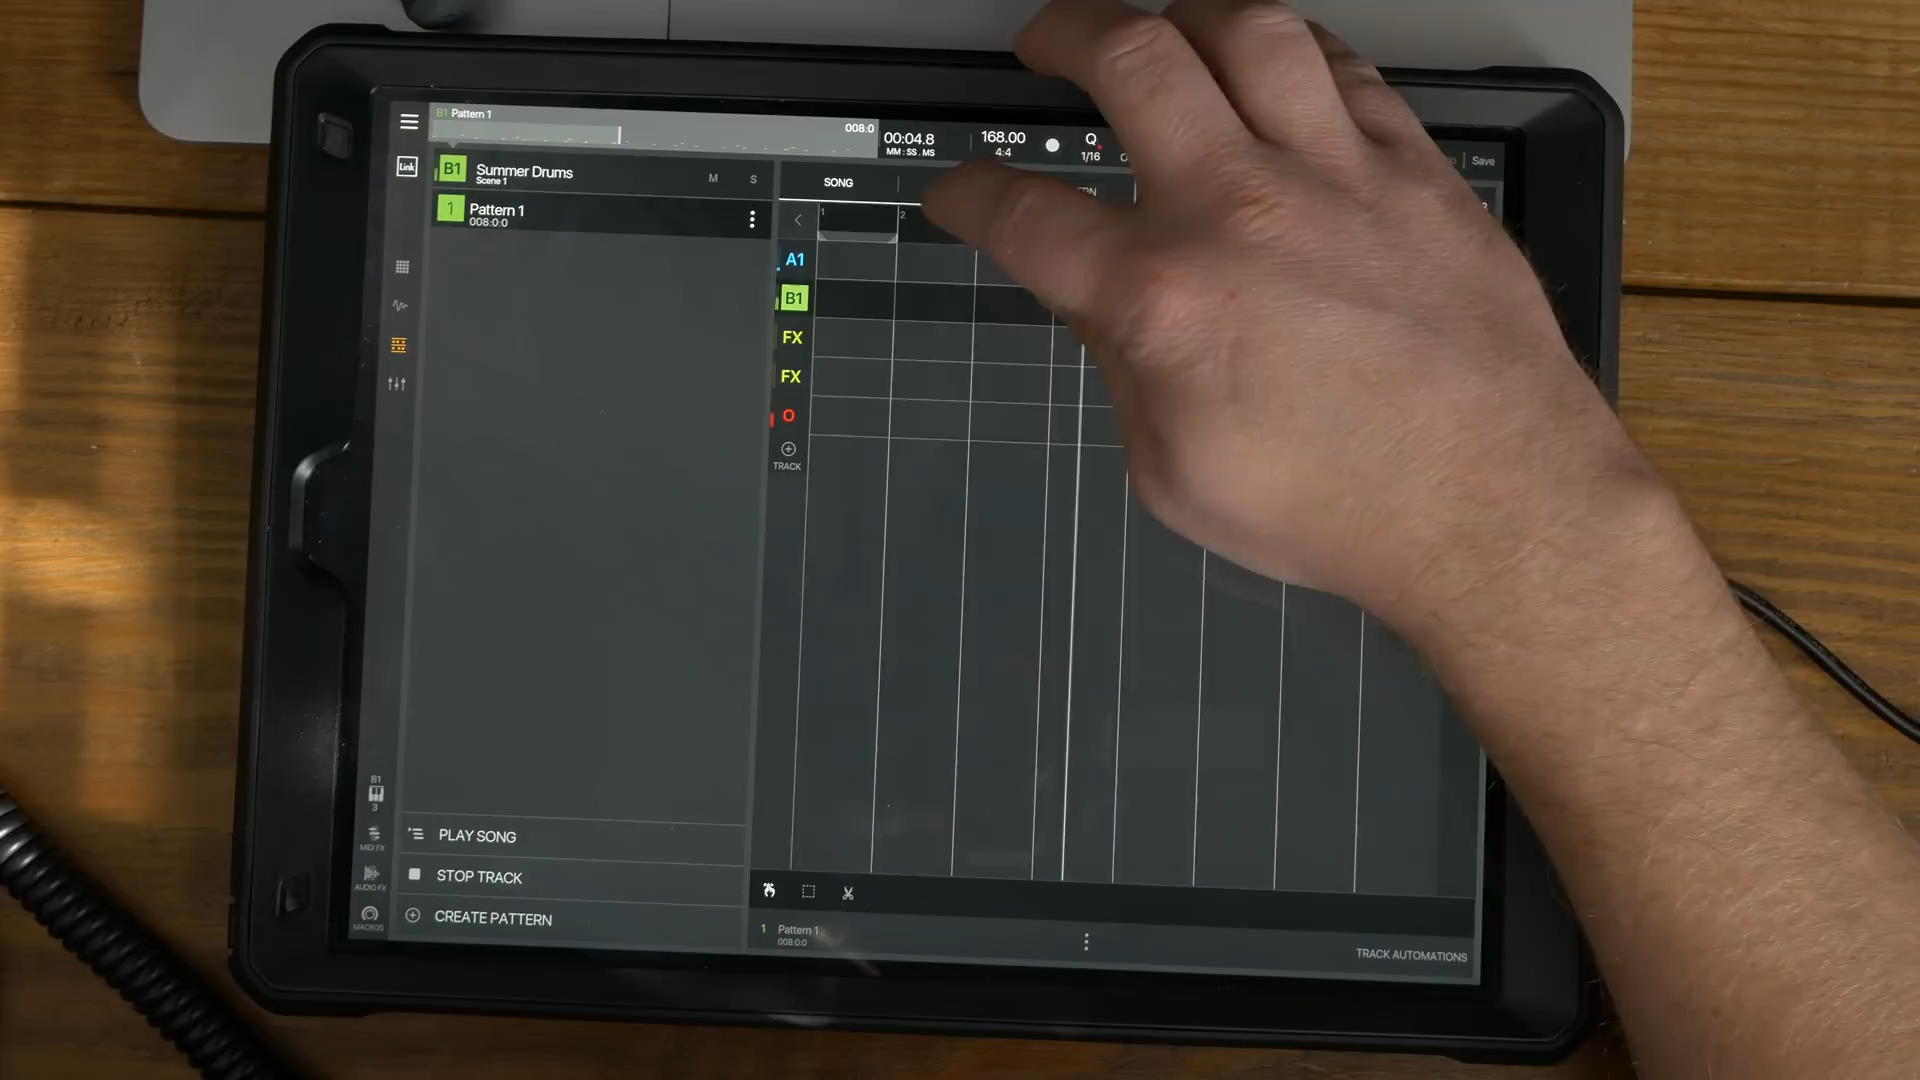 B1 Pattern 1
008:0
00:04.8
MM : SS . MS
168.00
4:4
Q
1/16
Save
Link
B1
Summer Drums
Scene 1
M
S
SONG
1
Pattern 1
008:0:0
1
2
A1
B1
FX
FX
O
TRACK
B1
3
MIDI FX
AUDIO FX
MACROS
PLAY SONG
STOP TRACK
CREATE PATTERN
1
Pattern 1
008:0:0
TRACK AUTOMATIONS